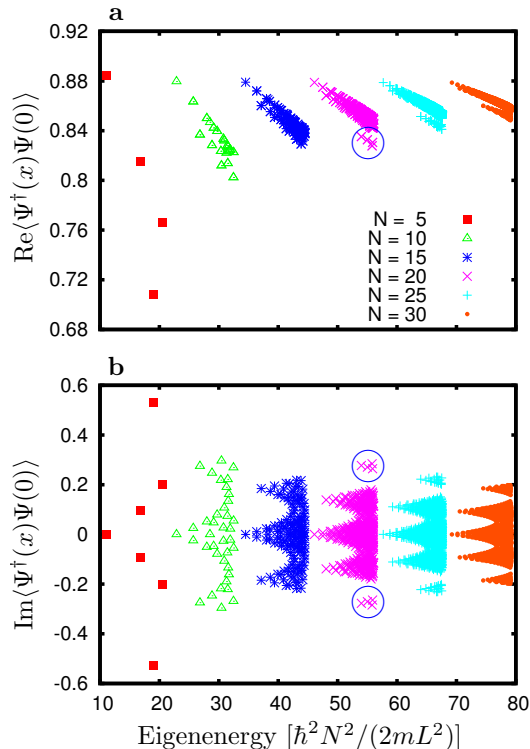 a
0.92
0.88
0.84
0.8
0.76
0.72
0.68
Re⟨Ψ†(x)Ψ(0)⟩
N = 5
N = 10
N = 15
N = 20
N = 25
N = 30
b
0.6
0.4
0.2
0
-0.2
-0.4
-0.6
Im⟨Ψ†(x)Ψ(0)⟩
10 20 30 40 50 60 70 80
Eigenenergy [ℏ²N²/(2mL²)]